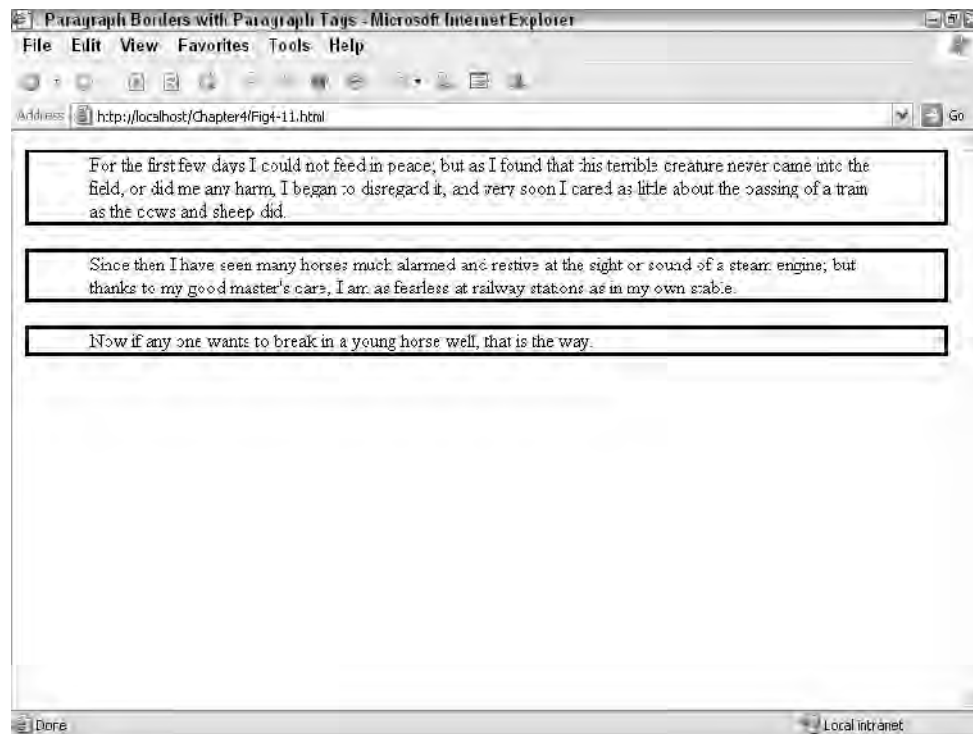 Paragraph Borders with Paragraph Tags - Microsoft Internet Explorer
File Edit View Favorites Tools Help
Address http://localhost/Chapter4/Fig4-11.html Go
For the first few days I could not feed in peace; but as I found that this terrible creature never came into the
field, or did me any harm, I began to disregard it, and very soon I cared as little about the passing of a train
as the cows and sheep did.
Since then I have seen many horses much alarmed and restive at the sight or sound of a steam engine; but
thanks to my good master's care, I am as fearless at railway stations as in my own stable.
Now if any one wants to break in a young horse well, that is the way.
Done Local intranet